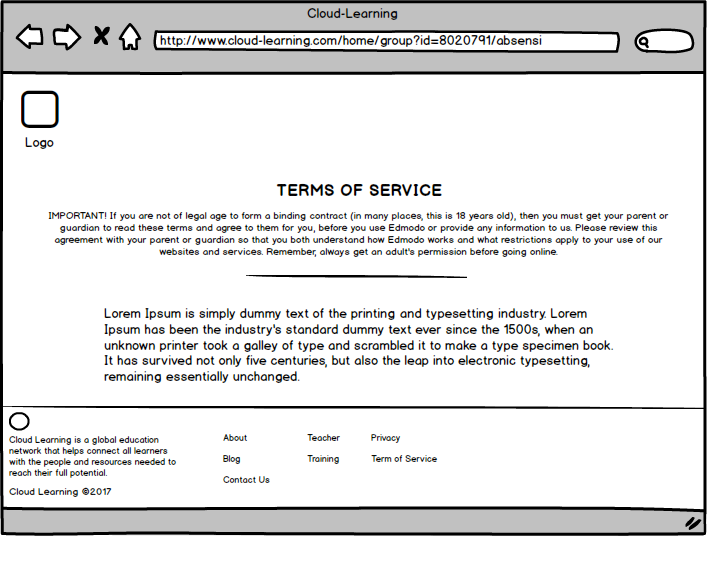 Cloud-Learning
http://www.cloud-learning.com/home/group?id=8020791/absensi
Logo
TERMS OF SERVICE
IMPORTANT! If you are not of legal age to form a binding contract (in many places, this is 18 years old), then you must get your parent or
guardian to read these terms and agree to them for you, before you use Edmodo or provide any information to us. Please review this
agreement with your parent or guardian so that you both understand how Edmodo works and what restrictions apply to your use of our
websites and services. Remember, always get an adult's permission before going online.
Lorem Ipsum is simply dummy text of the printing and typesetting industry. Lorem
Ipsum has been the industry's standard dummy text ever since the 1500s, when an
unknown printer took a galley of type and scrambled it to make a type specimen book.
It has survived not only five centuries, but also the leap into electronic typesetting,
remaining essentially unchanged.
Cloud Learning is a global education
network that helps connect all learners
with the people and resources needed to
reach their full potential.
Cloud Learning ©2017
About
Blog
Contact Us
Teacher
Training
Privacy
Term of Service